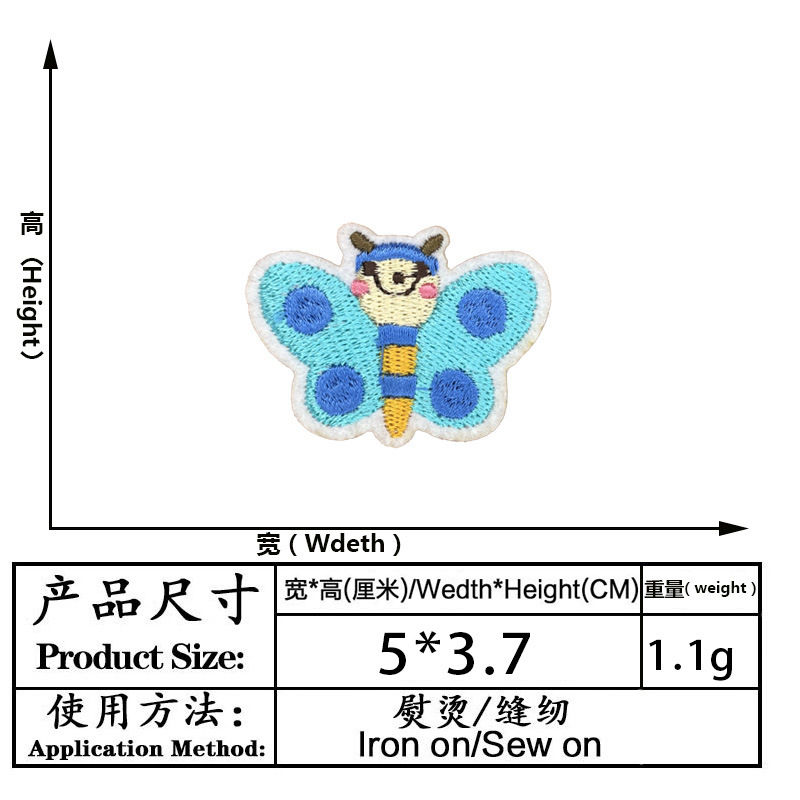 高
(Height)
宽 ( Wdeth )
产品尺寸
Product Size:
宽*高(厘米)/Wedth*Height(CM)
重量( weight )
5*3.7
1.1g
使用方法:
Application Method:
熨烫/缝纫
Iron on/Sew on